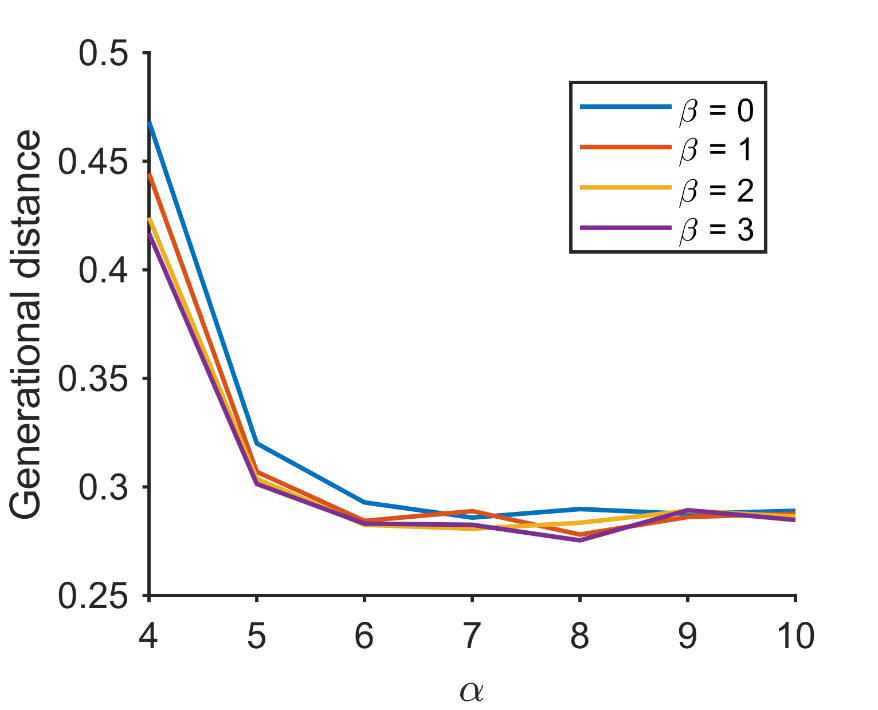 0.5
0.45
0.4
0.35
0.3
0.25
Generational distance
4 5 6 7 8 9 10
α
β = 0
β = 1
β = 2
β = 3